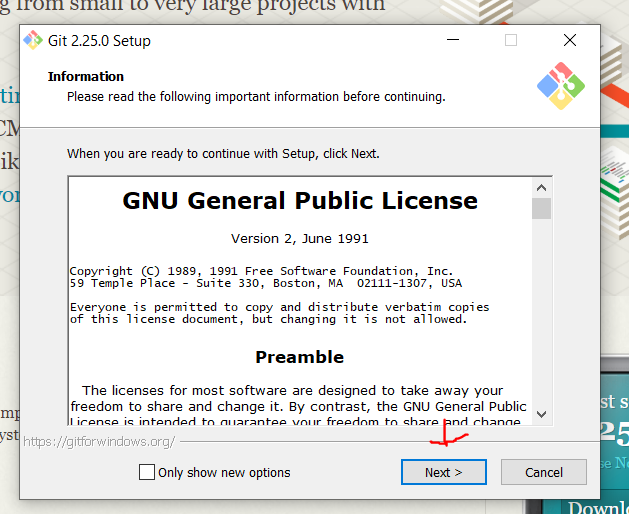 g from small to very large projects with
Git 2.25.0 Setup
Information
Please read the following important information before continuing.
When you are ready to continue with Setup, click Next.
GNU General Public License
Version 2, June 1991
Copyright (C) 1989, 1991 Free Software Foundation, Inc.
59 Temple Place - Suite 330, Boston, MA  02111-1307, USA
Everyone is permitted to copy and distribute verbatim copies
of this license document, but changing it is not allowed.
Preamble
The licenses for most software are designed to take away your
freedom to share and change it. By contrast, the GNU General Public
License is intended to guarantee your freedom to share and change
https://gitforwindows.org/
Only show new options
Next >
Cancel
Downlo